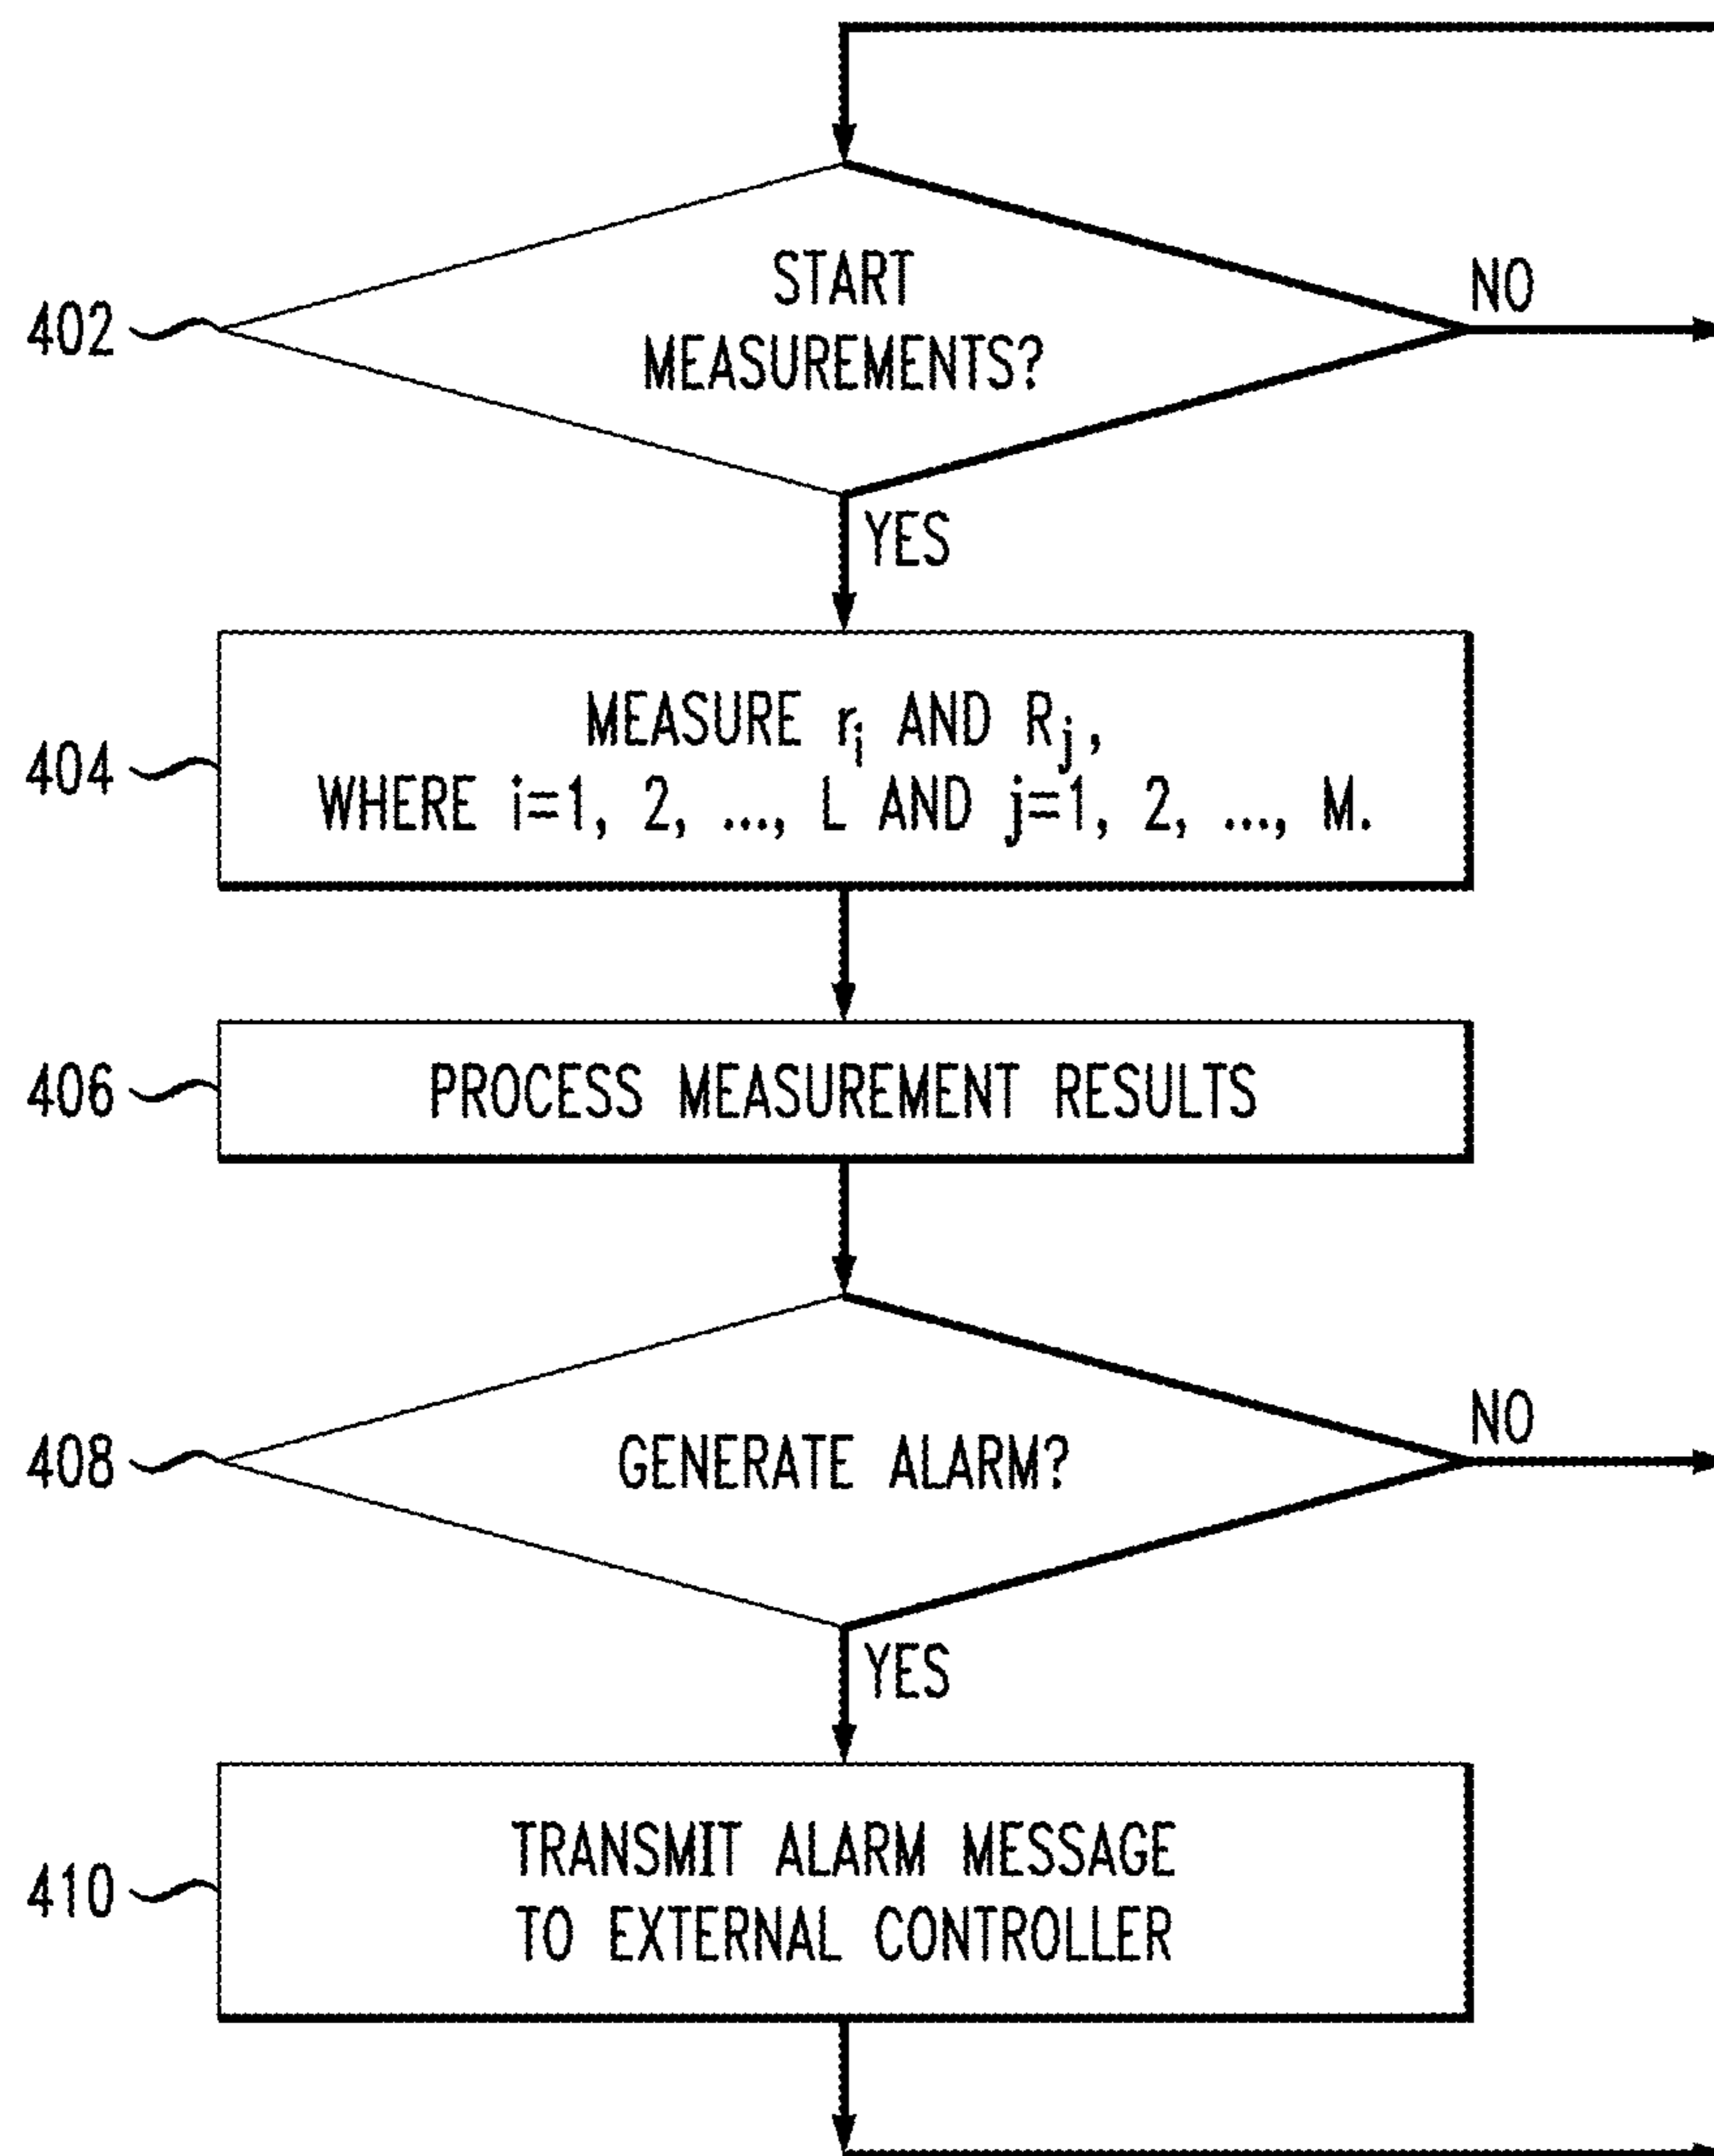 402
START
MEASUREMENTS?
NO
YES
404
MEASURE rᵢ AND Rⱼ,
WHERE i=1, 2, ..., L AND j=1, 2, ..., M.
406
PROCESS MEASUREMENT RESULTS
408
GENERATE ALARM?
NO
YES
410
TRANSMIT ALARM MESSAGE
TO EXTERNAL CONTROLLER